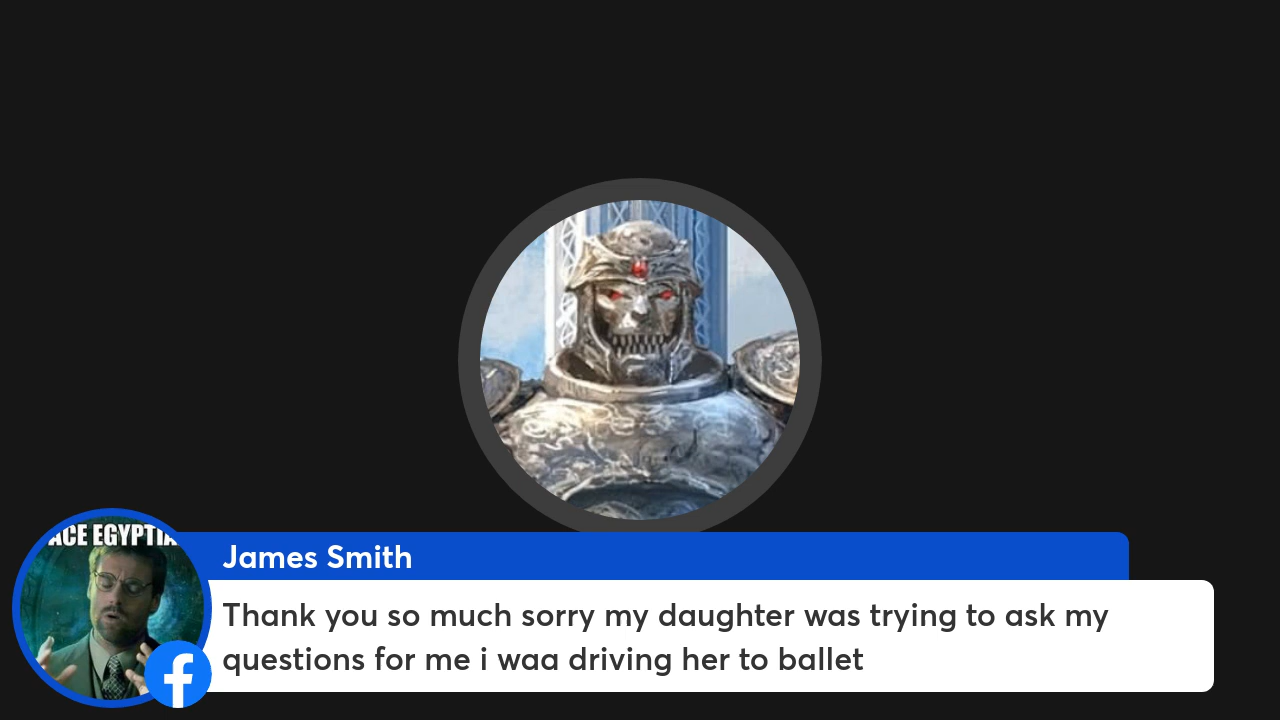 ACE EGYPTIA
James Smith
Thank you so much sorry my daughter was trying to ask my
questions for me i waa driving her to ballet